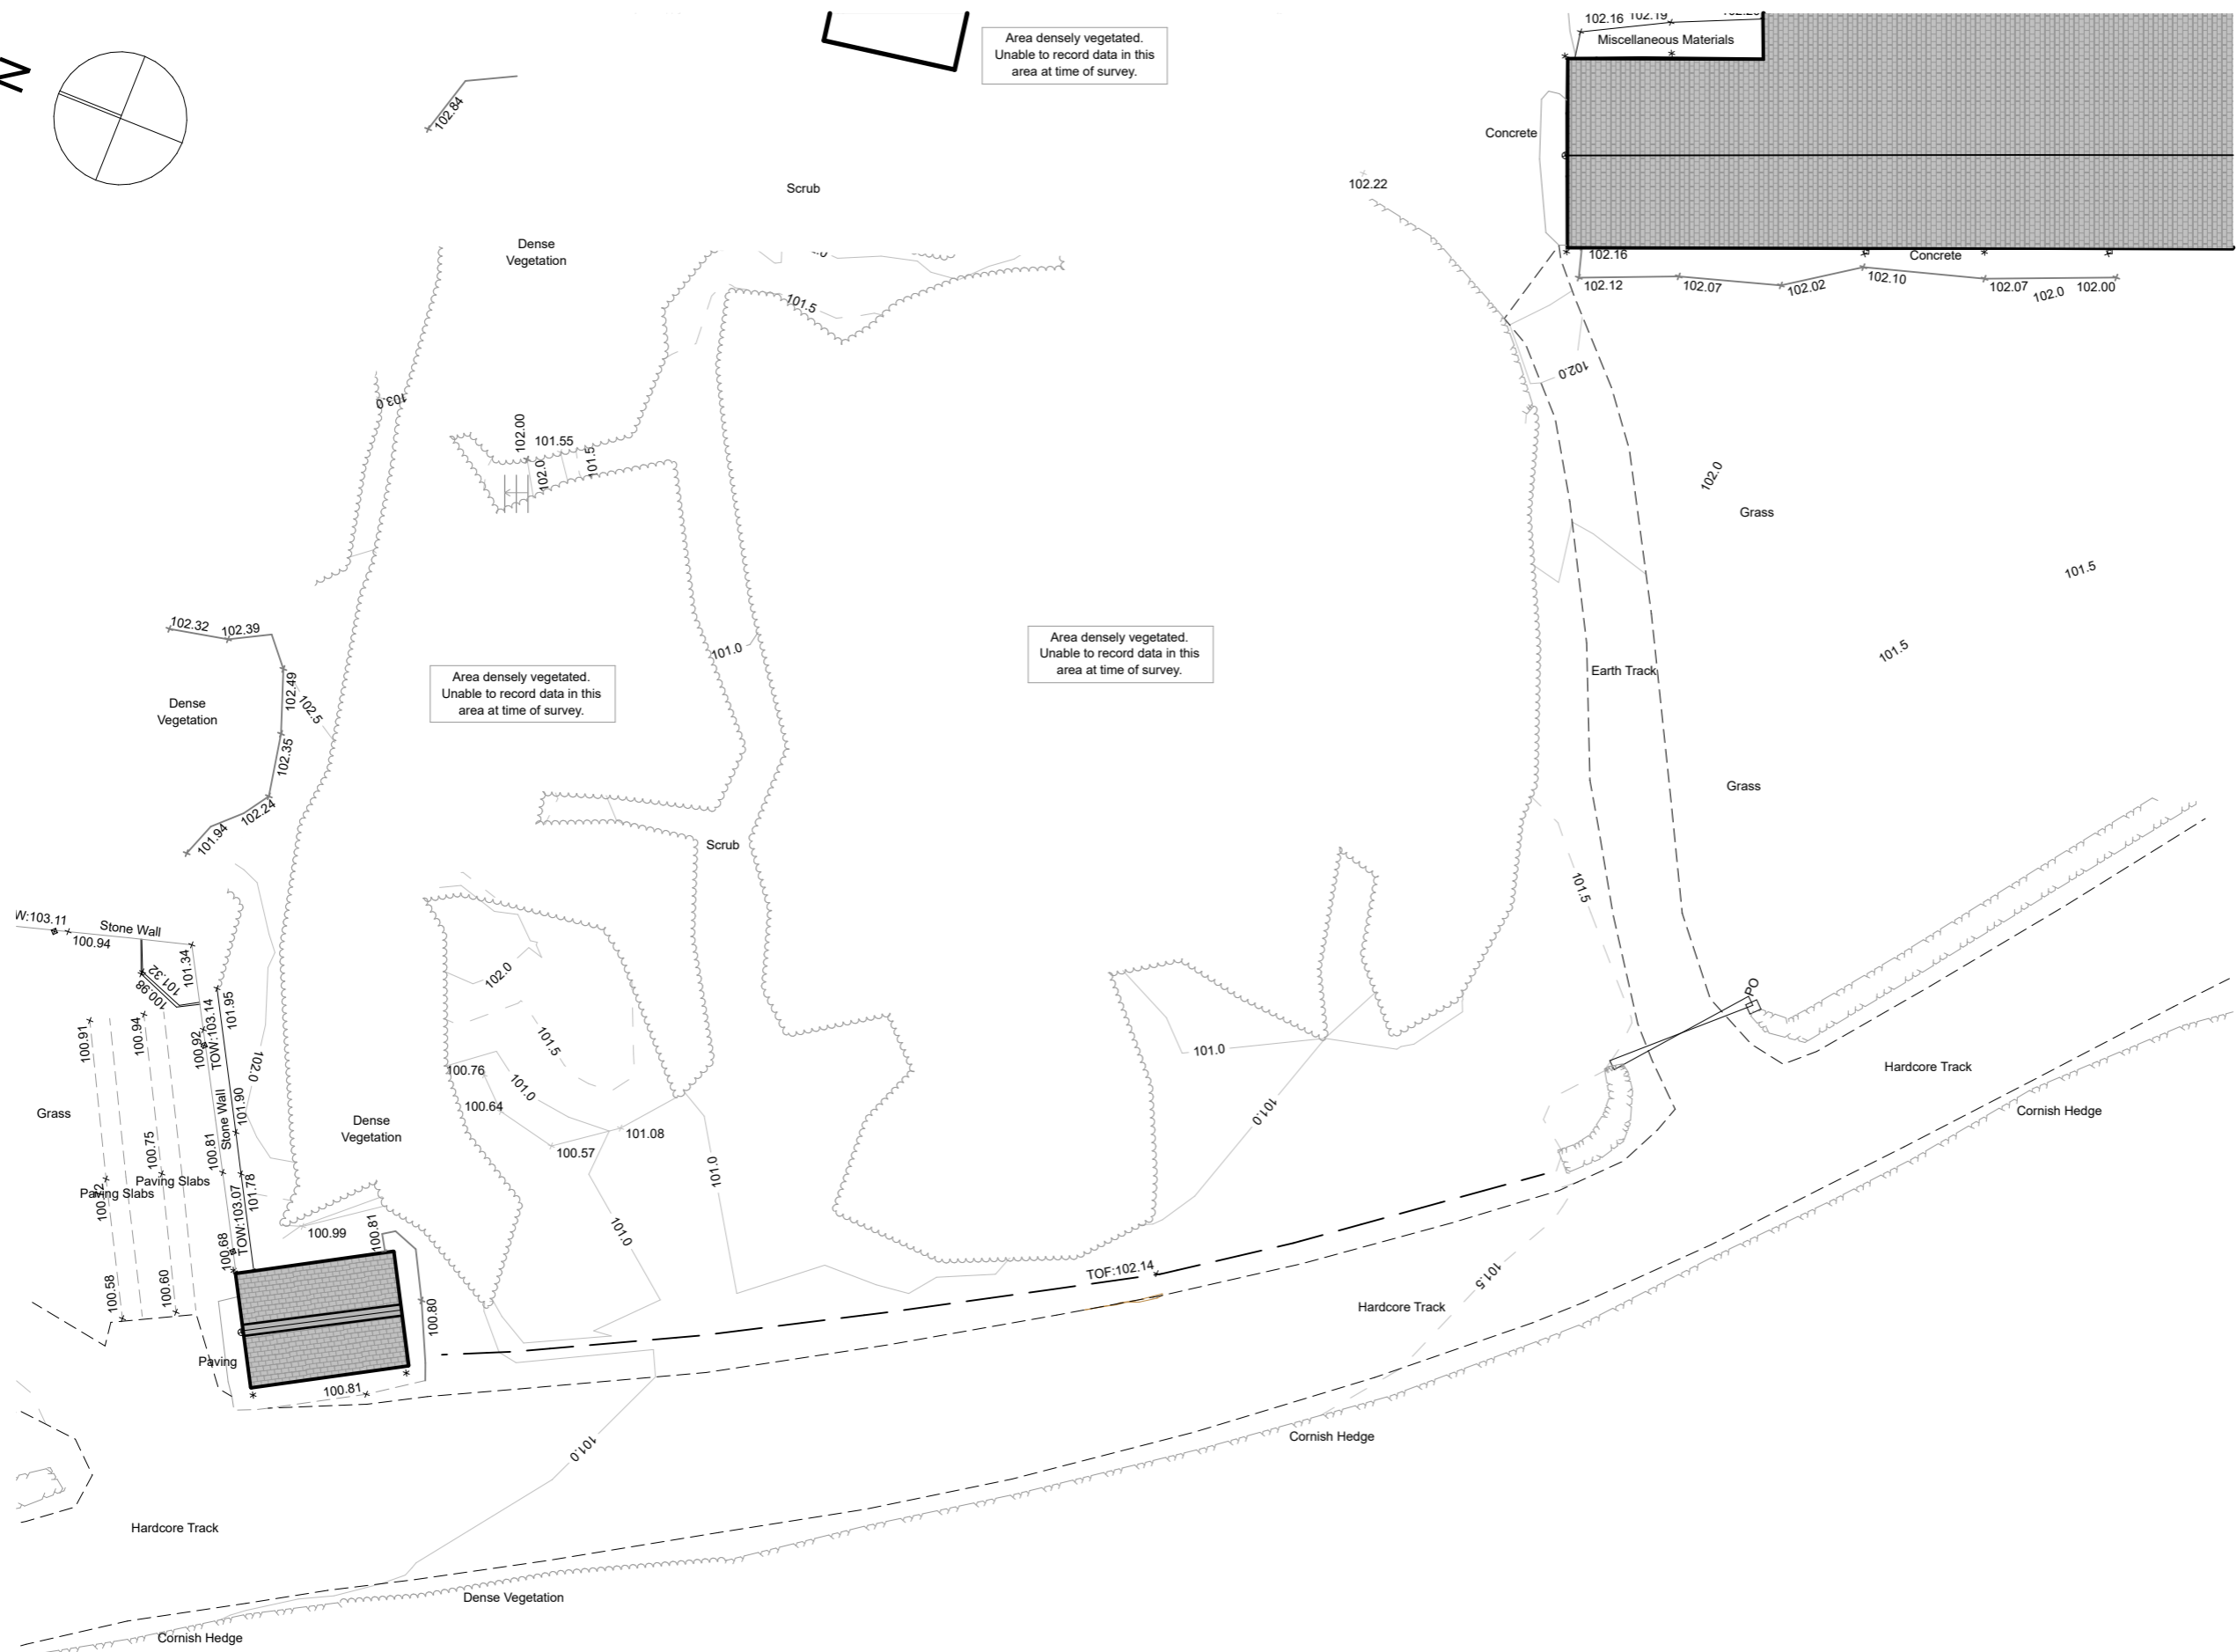 N
102.16
102.19
Miscellaneous Materials
Area densely vegetated.
Unable to record data in this
area at time of survey.
102.84
Concrete
Scrub
102.22
Dense
Vegetation
102.16
Concrete
102.12
102.07
102.02
102.10
102.07
102.0
102.00
101.5
102.0
103.0
102.00
101.55
102.0
101.5
102.0
Grass
101.5
102.32
102.39
101.0
Area densely vegetated.
Unable to record data in this
area at time of survey.
101.5
Earth Track
Area densely vegetated.
Unable to record data in this
area at time of survey.
102.49
102.5
Dense
Vegetation
102.35
Grass
102.24
101.94
Scrub
101.5
W:103.11
Stone Wall
100.94
101.34
101.32
100.98
102.0
PO
101.95
TOW:103.14
100.91
100.94
100.92
101.5
101.0
102.0
100.76
101.0
Hardcore Track
100.64
101.0
Grass
101.90
Stone Wall
Dense
Vegetation
101.08
Cornish Hedge
100.75
100.81
100.57
101.0
Paving Slabs
Paving Slabs
101.78
TOW:103.07
100.99
100.81
101.0
100.68
TOF:102.14
101.5
100.58
100.60
100.80
Hardcore Track
Paving
100.81
101.0
Cornish Hedge
Hardcore Track
Dense Vegetation
Cornish Hedge